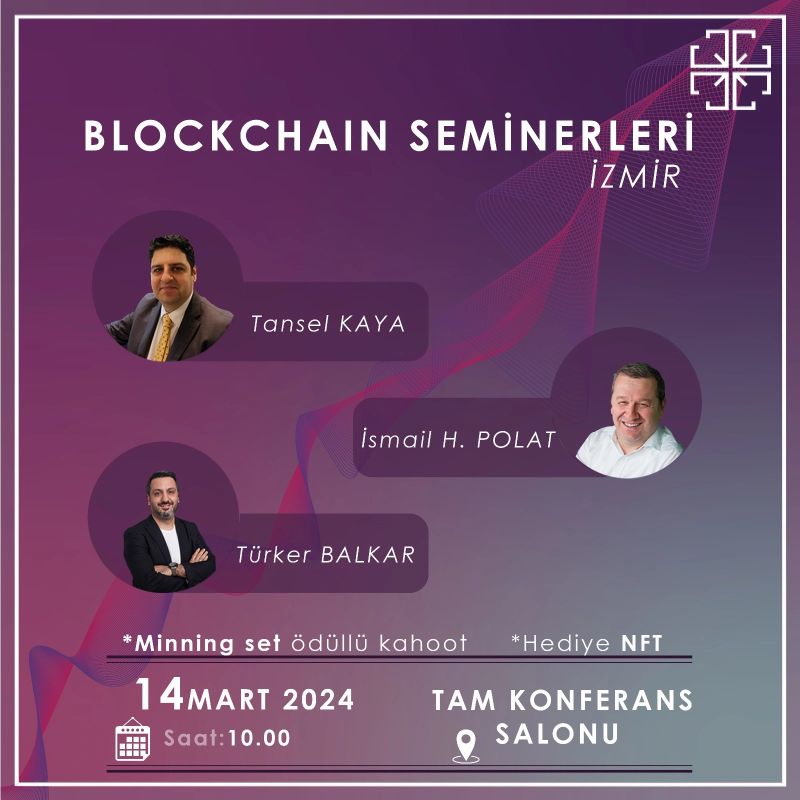 BLOCKCHAIN SEMİNERLERİ
İZMİR
Tansel KAYA
İsmail H. POLAT
Türker BALKAR
*Minning set ödüllü kahoot *Hediye NFT
14MART 2024
Saat:10.00
TAM KONFERANS
SALONU